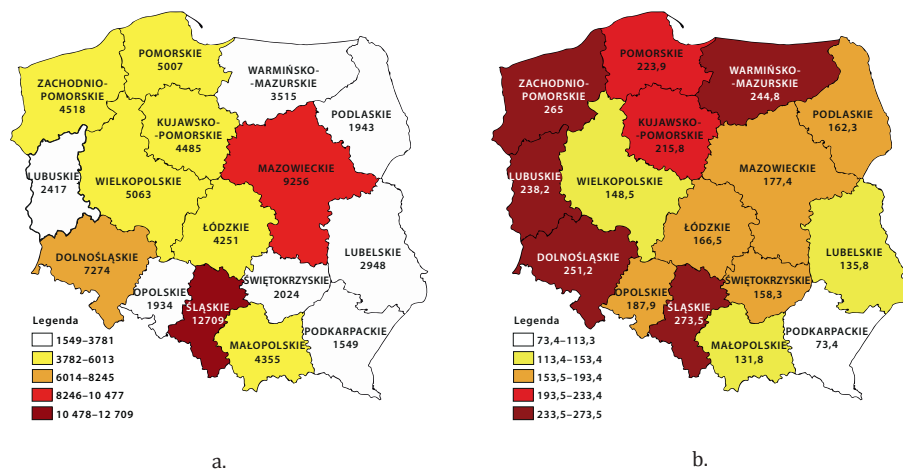 POMORSKIE
5007
WARMIŃSKO-
-MAZURSKIE
3515
ZACHODNIO-
POMORSKIE
4518
PODLASKIE
1943
KUJAWSKO-
-POMORSKIE
4485
MAZOWIECKIE
9256
LUBUSKIE
2417
WIELKOPOLSKIE
5063
ŁÓDZKIE
4251
LUBELSKIE
2948
DOLNOŚLĄSKIE
7274
OPOLSKIE
1934
ŚWIĘTOKRZYSKIE
2024
ŚLĄSKIE
12709
MAŁOPOLSKIE
4355
PODKARPACKIE
1549
Legenda
1549–3781
3782–6013
6014–8245
8246–10 477
10 478–12 709
a.
POMORSKIE
223,9
WARMIŃSKO-
-MAZURSKIE
244,8
ZACHODNIO-
POMORSKIE
265
PODLASKIE
162,3
KUJAWSKO-
-POMORSKIE
215,8
MAZOWIECKIE
177,4
LUBUSKIE
238,2
WIELKOPOLSKIE
148,5
ŁÓDZKIE
166,5
LUBELSKIE
135,8
DOLNOŚLĄSKIE
251,2
OPOLSKIE
187,9
ŚWIĘTOKRZYSKIE
158,3
ŚLĄSKIE
273,5
MAŁOPOLSKIE
131,8
PODKARPACKIE
73,4
Legenda
73,4–113,3
113,4–153,4
153,5–193,4
193,5–233,4
233,5–273,5
b.